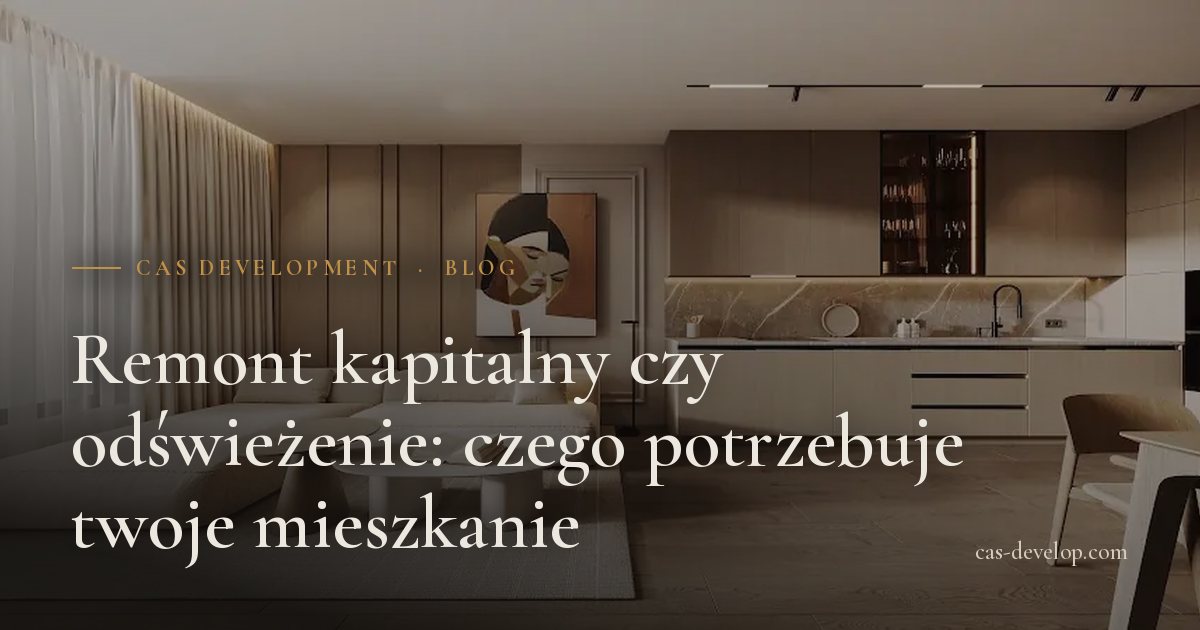 CAS DEVELOPMENT · BLOG
Remont kapitalny czy
odświeżenie: czego potrzebuje
twoje mieszkanie
cas-develop.com